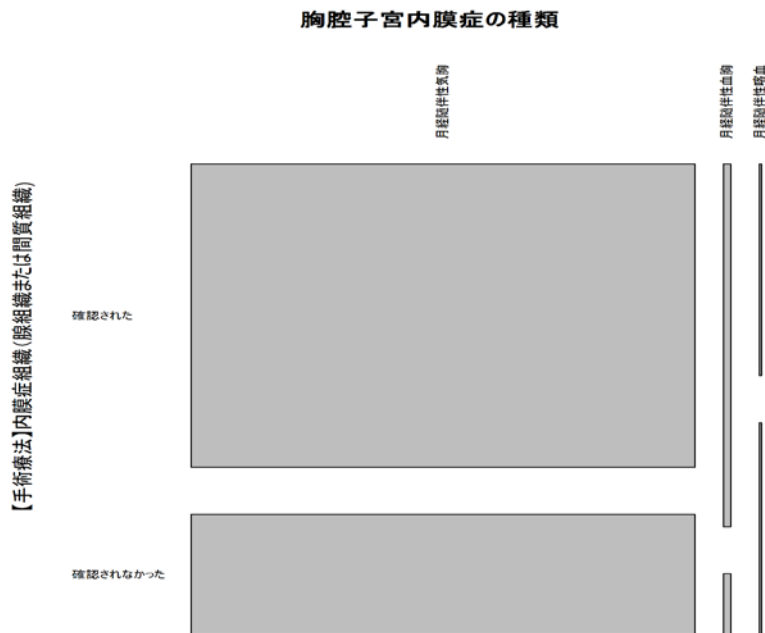 胸腔子宮内膜症の種類
月経随伴性気胸
月経随伴性血胸
月経随伴性喀血
【手術療法】内膜症組織(腺組織または間質組織)
確認された
確認されなかった